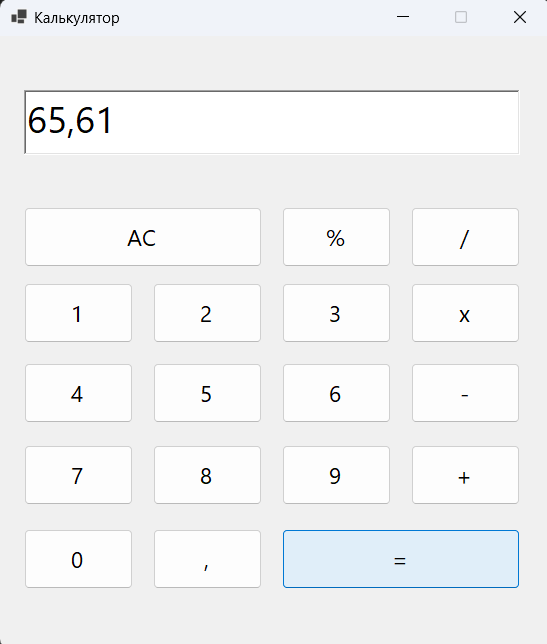 Калькулятор
65,61
AC % /
1 2 3 x
4 5 6 -
7 8 9 +
0 , =